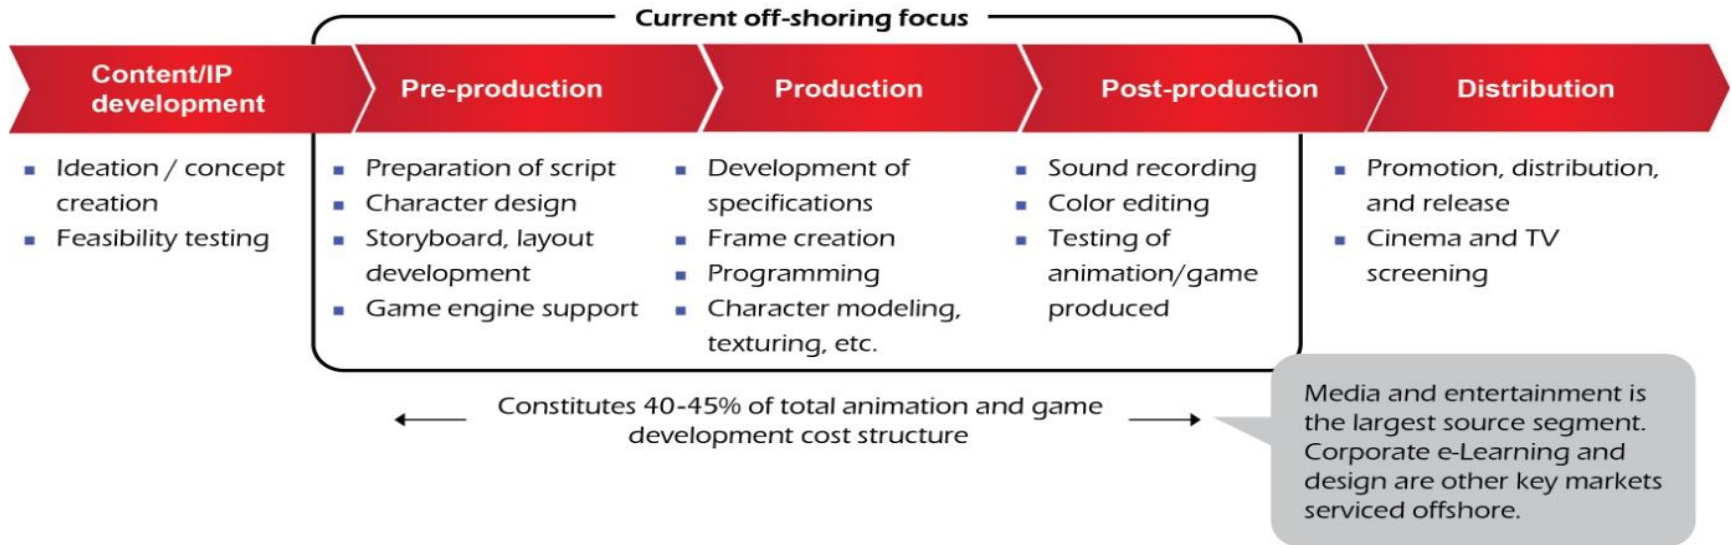 Current off-shoring focus
Content/IP
development
Pre-production
Production
Post-production
Distribution
Ideation / concept
creation
Feasibility testing
Preparation of script
Character design
Storyboard, layout
development
Game engine support
Development of
specifications
Frame creation
Programming
Character modeling,
texturing, etc.
Sound recording
Color editing
Testing of
animation/game
produced
Promotion, distribution,
and release
Cinema and TV
screening
Constitutes 40-45% of total animation and game
development cost structure
Media and entertainment is
the largest source segment.
Corporate e-Learning and
design are other key markets
serviced offshore.